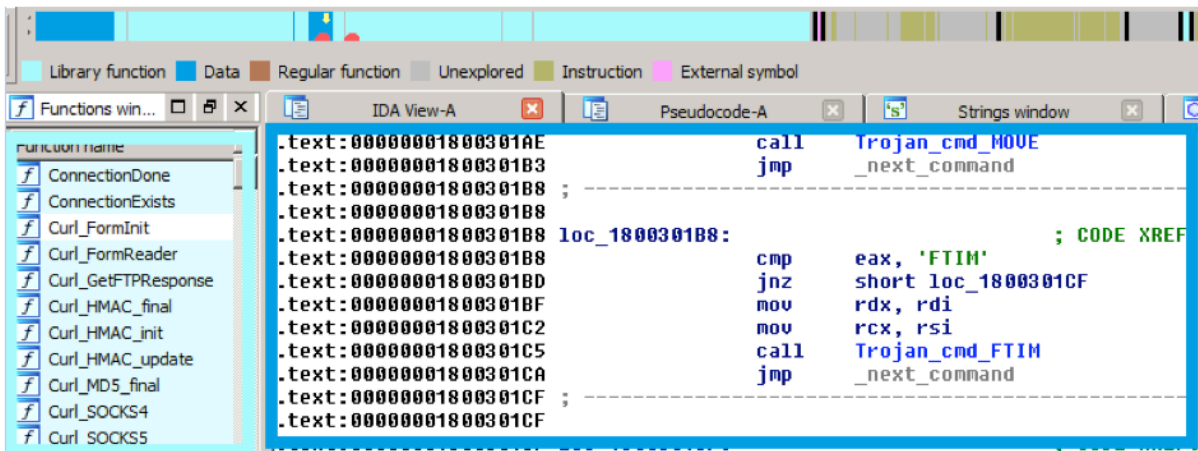 Library function Data Regular function Unexplored Instruction External symbol
Functions win... IDA View-A Pseudocode-A Strings window
Function name
ConnectionDone
ConnectionExists
Curl_FormInit
Curl_FormReader
Curl_GetFTPResponse
Curl_HMAC_final
Curl_HMAC_init
Curl_HMAC_update
Curl_MD5_final
Curl_SOCKS4
Curl_SOCKS5
.text:00000001800301AE call Trojan_cmd_MOVE
.text:00000001800301B3 jmp _next_command
.text:00000001800301B8 ; ---------------------------------------------------------------
.text:00000001800301B8
.text:00000001800301B8 loc_1800301B8: ; CODE XREF
.text:00000001800301B8 cmp eax, 'FTIM'
.text:00000001800301BD jnz short loc_1800301CF
.text:00000001800301BF mov rdx, rdi
.text:00000001800301C2 mov rcx, rsi
.text:00000001800301C5 call Trojan_cmd_FTIM
.text:00000001800301CA jmp _next_command
.text:00000001800301CF ; ---------------------------------------------------------------
.text:00000001800301CF